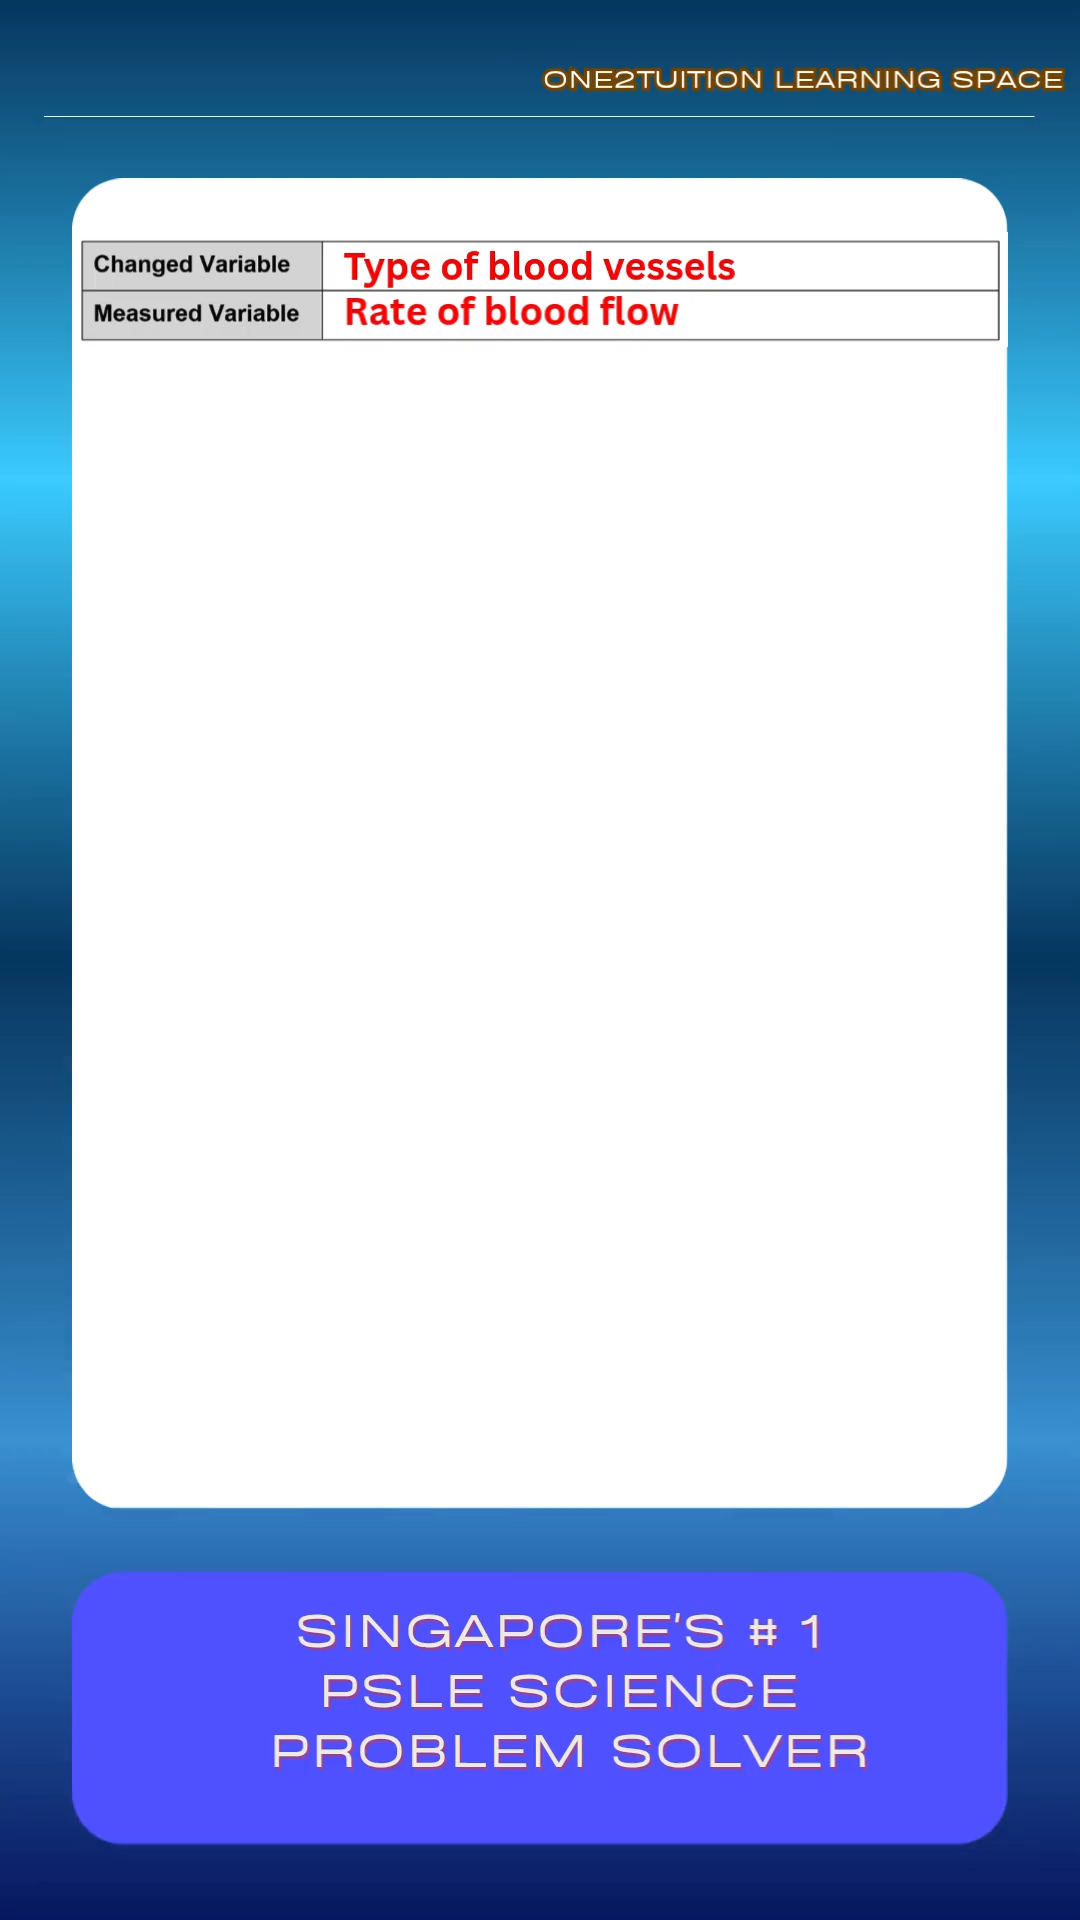 ONE2TUITION LEARNING SPACE
Changed Variable Type of blood vessels
Measured Variable Rate of blood flow
SINGAPORE'S # 1
PSLE SCIENCE
PROBLEM SOLVER